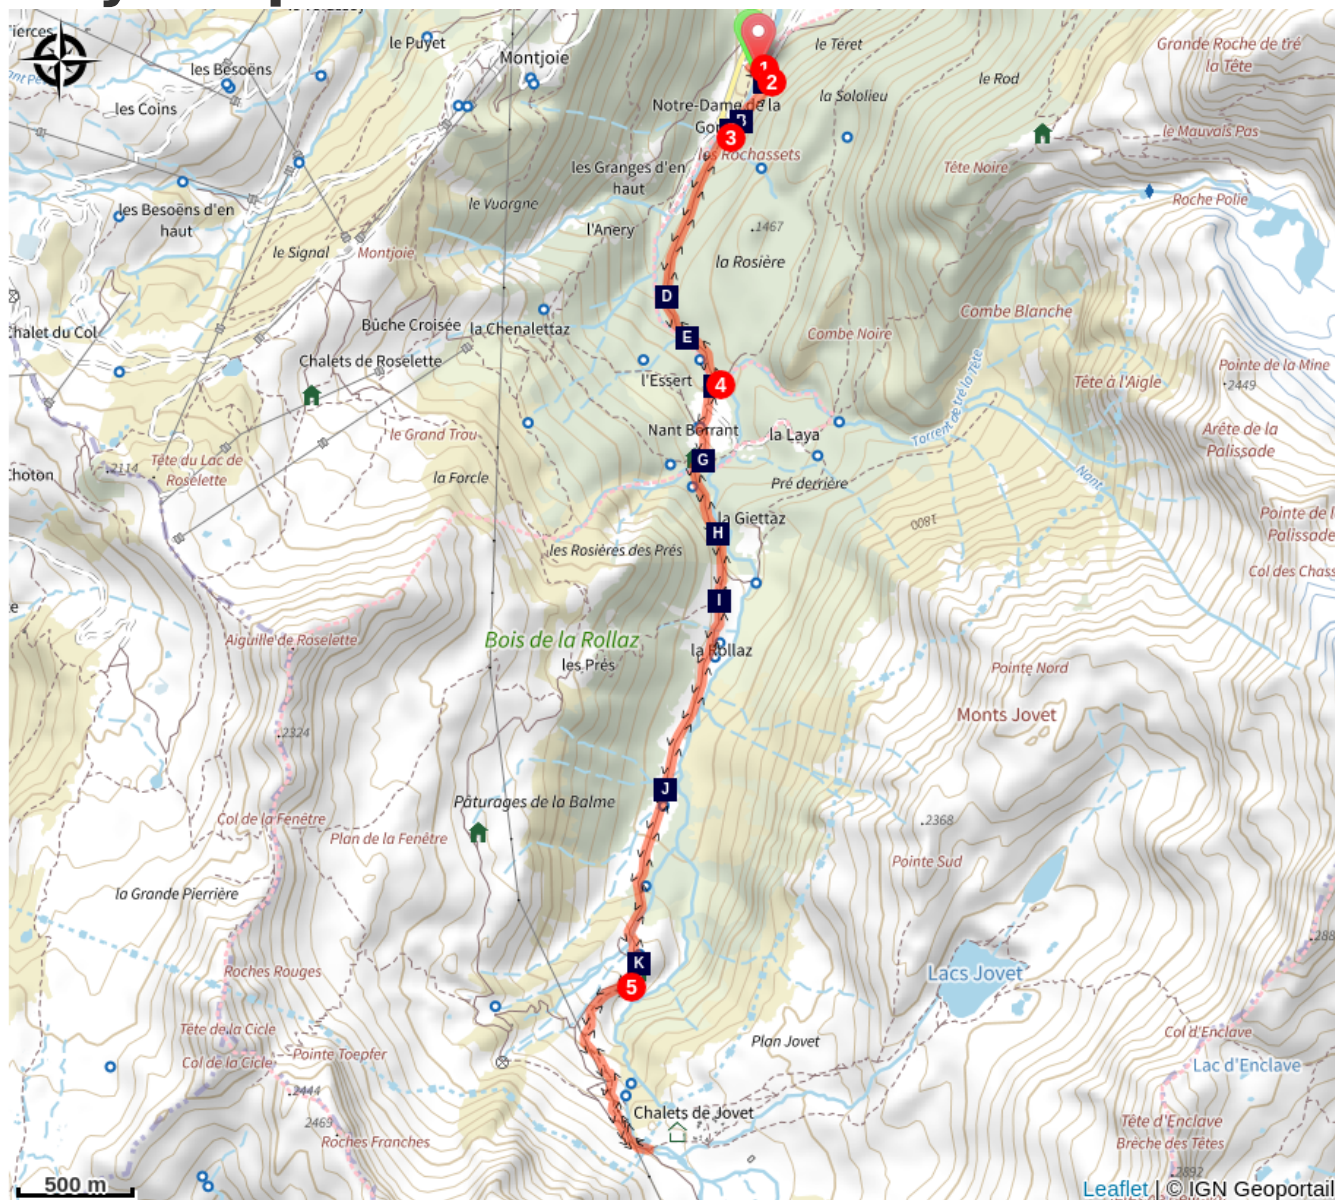 le Puyet
Montjoie
le Téret
Grande Roche de tré
la Tête
les Besoëns
les Coins
le Rod
la Sololieu
1
2
Notre-Dame de la
B
3
les Rochassets
le Mauvais Pas
Tête Noire
les Granges d'en
haut
Roche Polie
les Besoëns d'en
haut
le Vuorgne
l'Anery
.1467
le Signal
Montjoie
la Rosière
D
Combe Blanche
Bûche Croisée
la Chenalettaz
E
Combe Noire
Chalet du Col
Chalets de Roselette
l'Essert
4
Torrent de tré la Tête
Tête à l'Aigle
Pointe de la Mine
.2449
le Grand Trou
Nant Borrant
la Laya
Arête de la
Palissade
.2114
Tête du Lac de
Roselette
la Forcle
G
Pré derrière
Nant
la Giettaz
H
1800
les Rosières des Prés
Col des Chass
I
Aiguille de Roselette
Bois de la Rollaz
les Prés
la Rollaz
Pointe Nord
Monts Jovet
.2324
J
Pâturages de la Balme
Col de la Fenêtre
Plan de la Fenêtre
.2368
Pointe Sud
la Grande Pierrière
K
5
Roches Rouges
Lacs Jovet
Tête de la Cicle
Col de la Cicle
Pointe Toepfer
Plan Jovet
Col d'Enclave
Lac d'Enclave
.2444
2469
Roches Franches
Chalets de Jovet
Tête d'Enclave
Brèche des Têtes
.2892
500 m
Leaflet | © IGN Geoportail